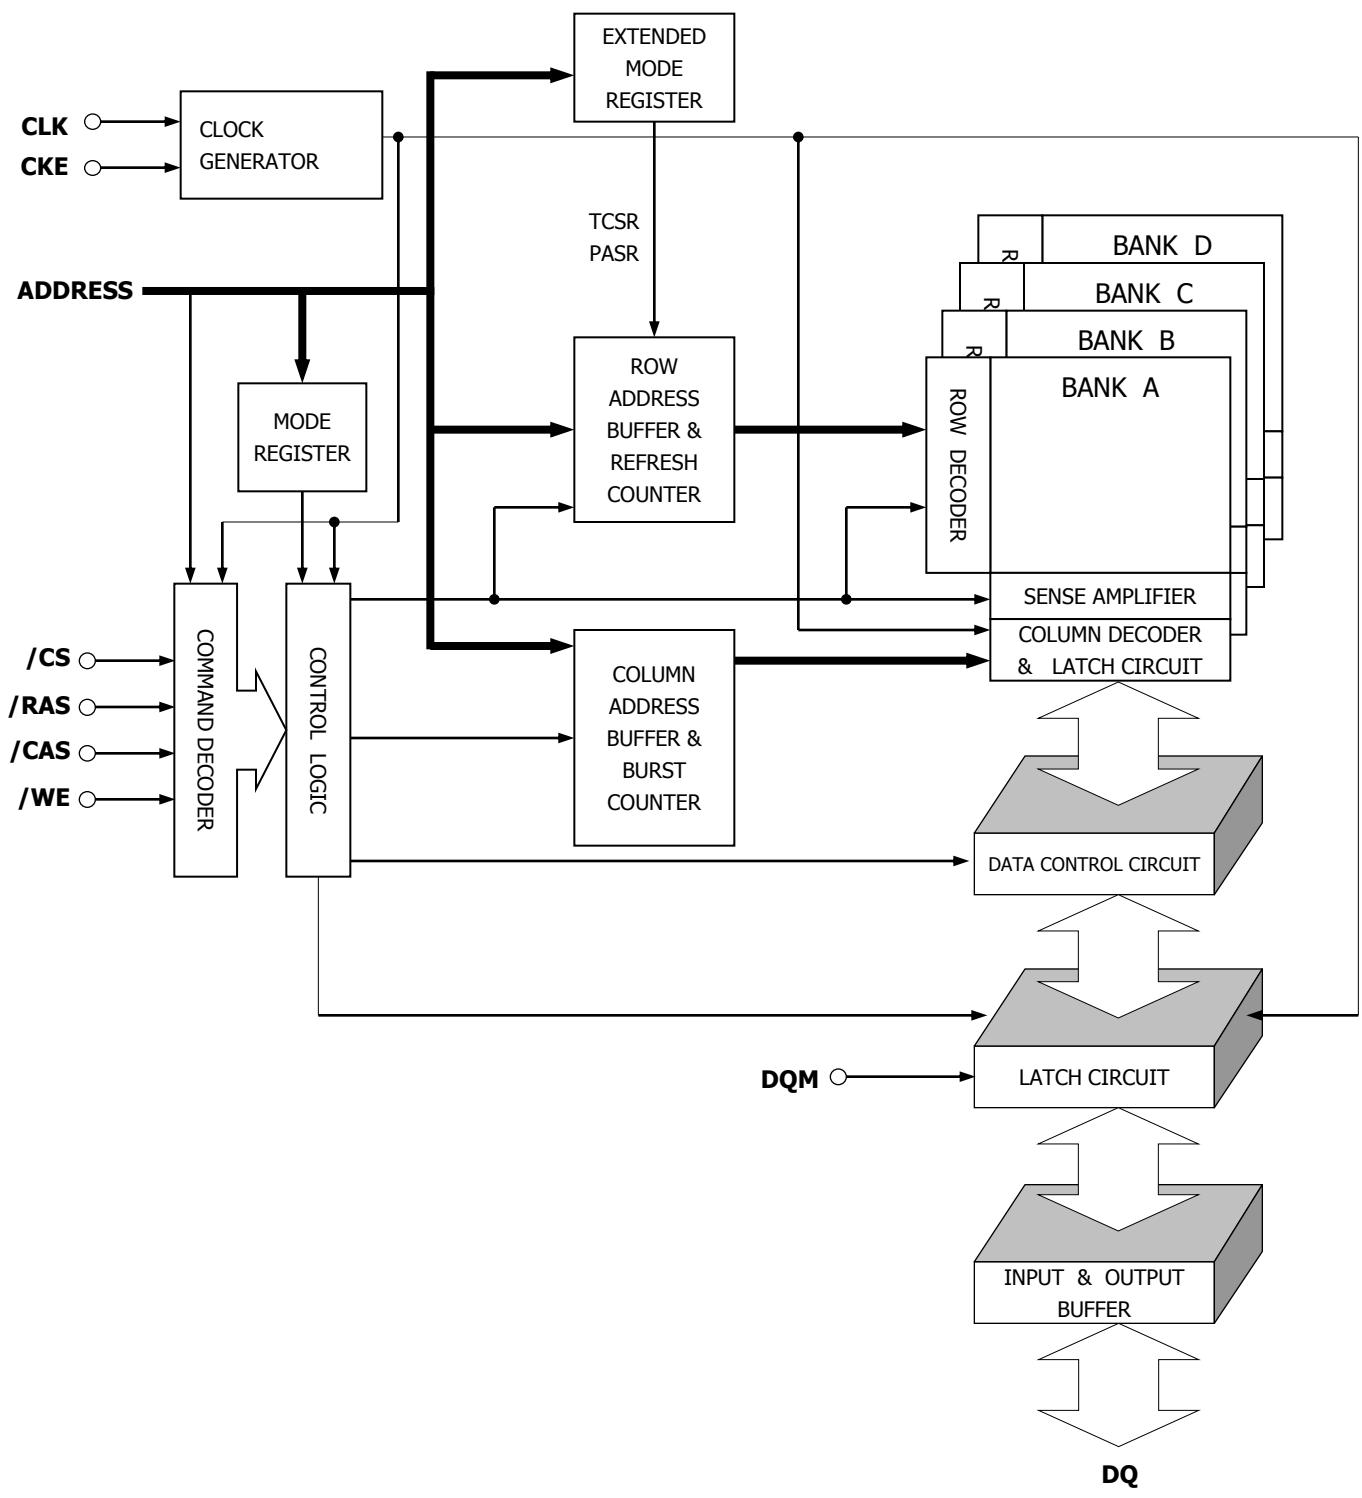 EXTENDED
MODE
REGISTER
CLK
CKE
CLOCK
GENERATOR
TCSR
PASR
ADDRESS
R
BANK D
R
BANK C
R
BANK B
BANK A
ROW DECODER
MODE
REGISTER
ROW
ADDRESS
BUFFER &
REFRESH
COUNTER
SENSE AMPLIFIER
COLUMN DECODER
& LATCH CIRCUIT
/CS
/RAS
/CAS
/WE
COMMAND DECODER
CONTROL LOGIC
COLUMN
ADDRESS
BUFFER &
BURST
COUNTER
DATA CONTROL CIRCUIT
DQM
LATCH CIRCUIT
INPUT & OUTPUT
BUFFER
DQ